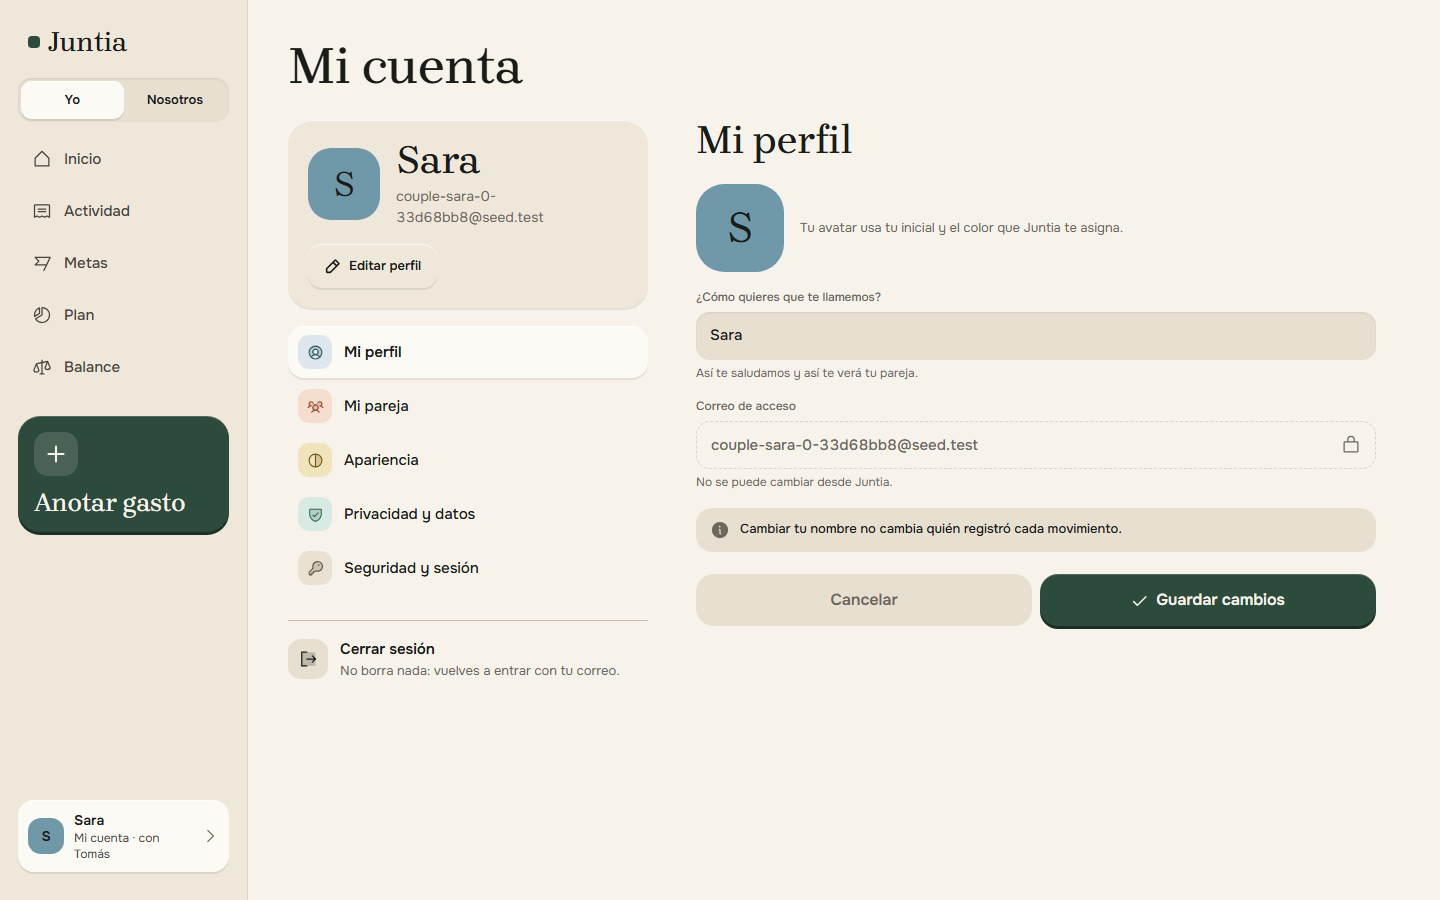 Juntia
Yo
Nosotros
Inicio
Actividad
Metas
Plan
Balance
Anotar gasto
S
Sara
Mi cuenta · con
Tomás
Mi cuenta
S
Sara
couple-sara-0-
33d68bb8@seed.test
Editar perfil
Mi perfil
Mi pareja
Apariencia
Privacidad y datos
Seguridad y sesión
Cerrar sesión
No borra nada: vuelves a entrar con tu correo.
Mi perfil
S
Tu avatar usa tu inicial y el color que Juntia te asigna.
¿Cómo quieres que te llamemos?
Sara
Así te saludamos y así te verá tu pareja.
Correo de acceso
couple-sara-0-33d68bb8@seed.test
No se puede cambiar desde Juntia.
Cambiar tu nombre no cambia quién registró cada movimiento.
Cancelar
Guardar cambios